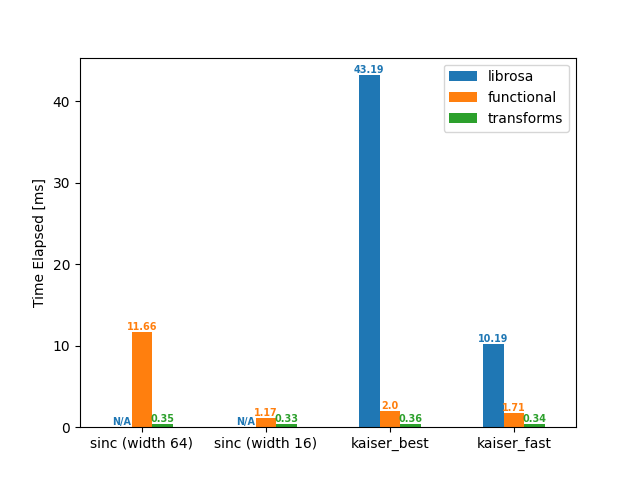 librosa
functional
transforms
Time Elapsed [ms]
40
30
20
10
0
N/A
11.66
0.35
N/A
1.17
0.33
43.19
2.0
0.36
10.19
1.71
0.34
sinc (width 64)
sinc (width 16)
kaiser_best
kaiser_fast